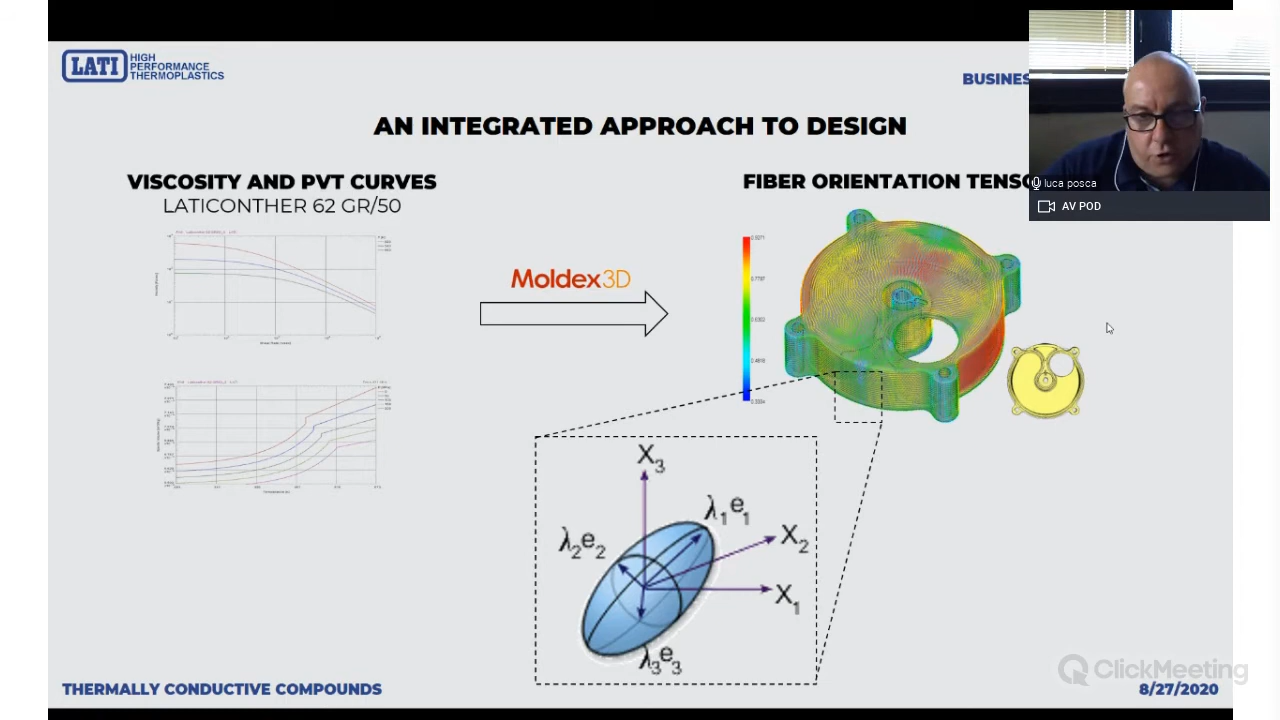 LATI
HIGH
PERFORMANCE
THERMOPLASTICS
BUSINES
AN INTEGRATED APPROACH TO DESIGN
VISCOSITY AND PVT CURVES
LATICONTHER 62 GR/50
Moldex3D
FIBER ORIENTATION TENSO
luca posca
AV POD
X3
λ1e1
λ2e2
X2
X1
λ3e3
ClickMeeting
THERMALLY CONDUCTIVE COMPOUNDS
8/27/2020